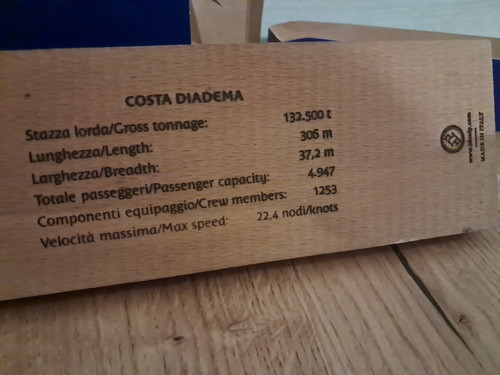 COSTA DIADEMA
Stazza lorda/Gross tonnage: 132.500 t
Lunghezza/Length: 306 m
Larghezza/Breadth: 37,2 m
Totale passeggeri/Passenger capacity: 4.947
Componenti equipaggio/Crew members: 1253
Velocità massima/Max speed: 22,4 nodi/knots
MADE IN ITALY